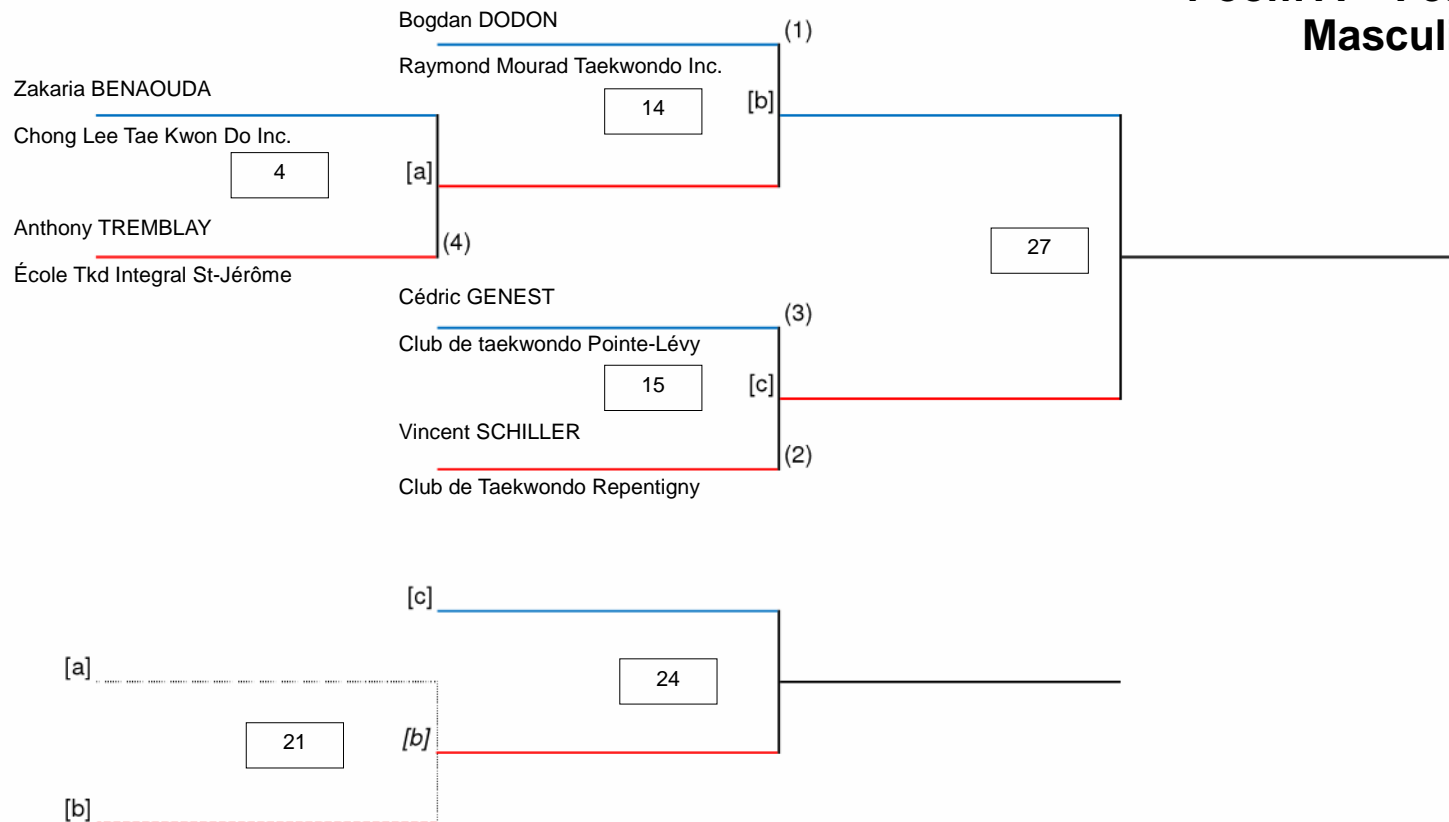 Masculi
Bogdan DODON
(1)
Raymond Mourad Taekwondo Inc.
Zakaria BENAOUDA
14
[b]
Chong Lee Tae Kwon Do Inc.
4
[a]
Anthony TREMBLAY
(4)
École Tkd Integral St-Jérôme
27
Cédric GENEST
(3)
Club de taekwondo Pointe-Lévy
15
[c]
Vincent SCHILLER
(2)
Club de Taekwondo Repentigny
[c]
[a]
24
21
[b]
[b]